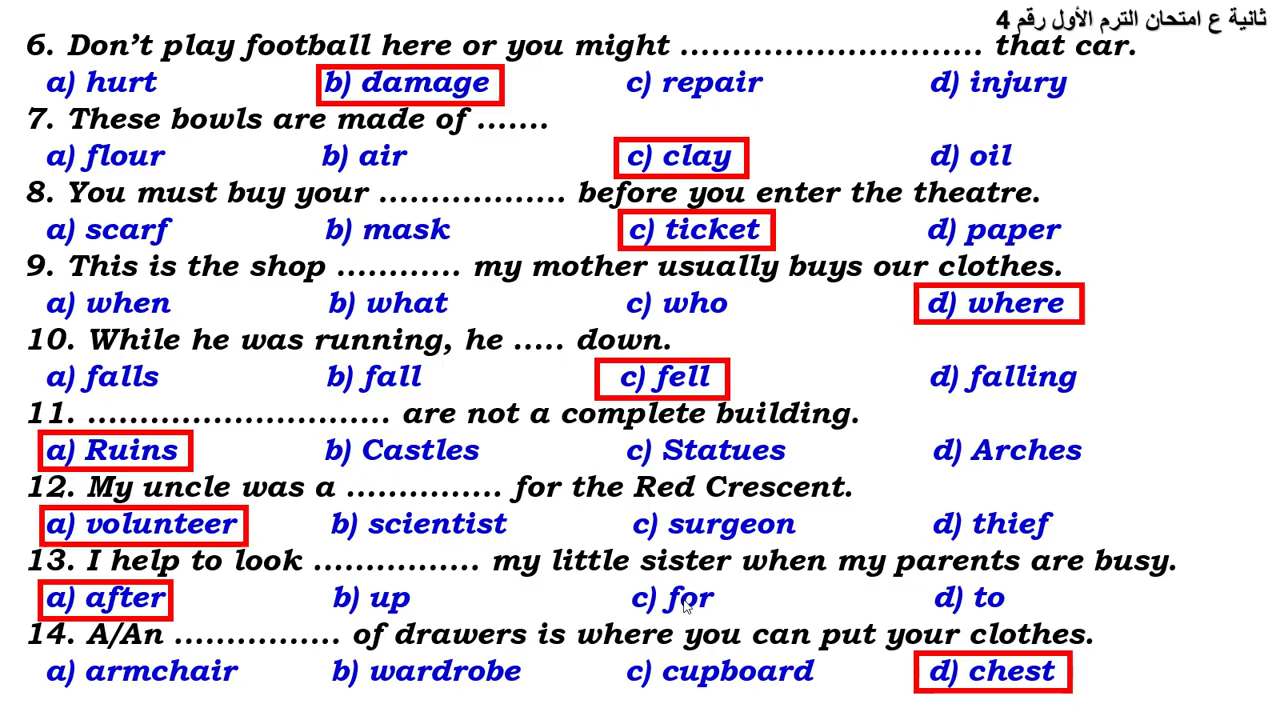 ثانية ع امتحان الترم الأول رقم 4
6. Don't play football here or you might ............................. that car.
a) hurt b) damage c) repair d) injury
7. These bowls are made of .......
a) flour b) air c) clay d) oil
8. You must buy your .................. before you enter the theatre.
a) scarf b) mask c) ticket d) paper
9. This is the shop ............ my mother usually buys our clothes.
a) when b) what c) who d) where
10. While he was running, he ..... down.
a) falls b) fall c) fell d) falling
11. ............................. are not a complete building.
a) Ruins b) Castles c) Statues d) Arches
12. My uncle was a ............... for the Red Crescent.
a) volunteer b) scientist c) surgeon d) thief
13. I help to look ................ my little sister when my parents are busy.
a) after b) up c) for d) to
14. A/An ................ of drawers is where you can put your clothes.
a) armchair b) wardrobe c) cupboard d) chest